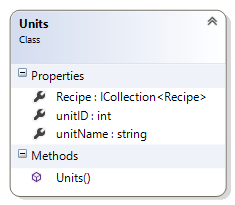 Units
Class
Properties
Recipe : ICollection<Recipe>
unitID : int
unitName : string
Methods
Units()